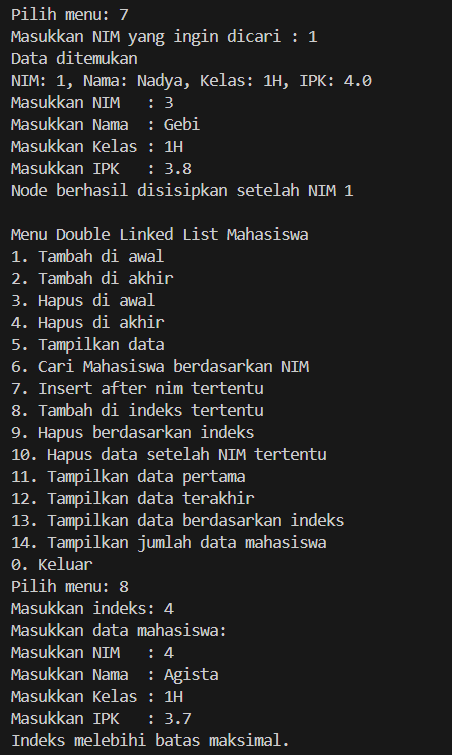 Pilih menu: 7
Masukkan NIM yang ingin dicari : 1
Data ditemukan
NIM: 1, Nama: Nadya, Kelas: 1H, IPK: 4.0
Masukkan NIM   : 3
Masukkan Nama  : Gebi
Masukkan Kelas : 1H
Masukkan IPK   : 3.8
Node berhasil disisipkan setelah NIM 1

Menu Double Linked List Mahasiswa
1. Tambah di awal
2. Tambah di akhir
3. Hapus di awal
4. Hapus di akhir
5. Tampilkan data
6. Cari Mahasiswa berdasarkan NIM
7. Insert after nim tertentu
8. Tambah di indeks tertentu
9. Hapus berdasarkan indeks
10. Hapus data setelah NIM tertentu
11. Tampilkan data pertama
12. Tampilkan data terakhir
13. Tampilkan data berdasarkan indeks
14. Tampilkan jumlah data mahasiswa
0. Keluar
Pilih menu: 8
Masukkan indeks: 4
Masukkan data mahasiswa:
Masukkan NIM   : 4
Masukkan Nama  : Agista
Masukkan Kelas : 1H
Masukkan IPK   : 3.7
Indeks melebihi batas maksimal.